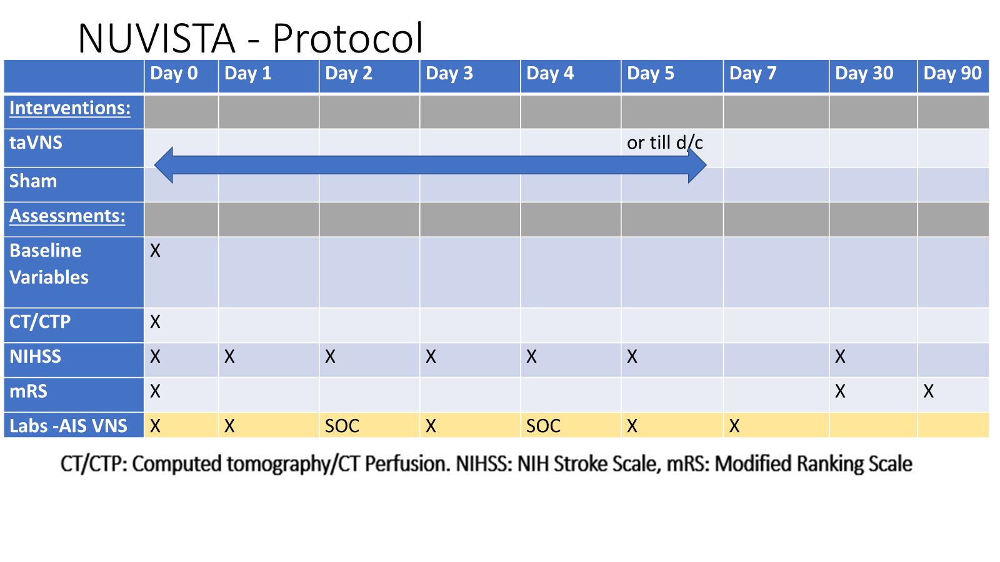 NUVISTA - Protocol
Day 0 Day 1 Day 2 Day 3 Day 4 Day 5 Day 7 Day 30 Day 90
Interventions:
taVNS or till d/c
Sham
Assessments:
Baseline X
Variables
CT/CTP X
NIHSS X X X X X X X
mRS X X X
Labs -AIS VNS X X SOC X SOC X X
CT/CTP: Computed tomography/CT Perfusion. NIHSS: NIH Stroke Scale, mRS: Modified Ranking Scale